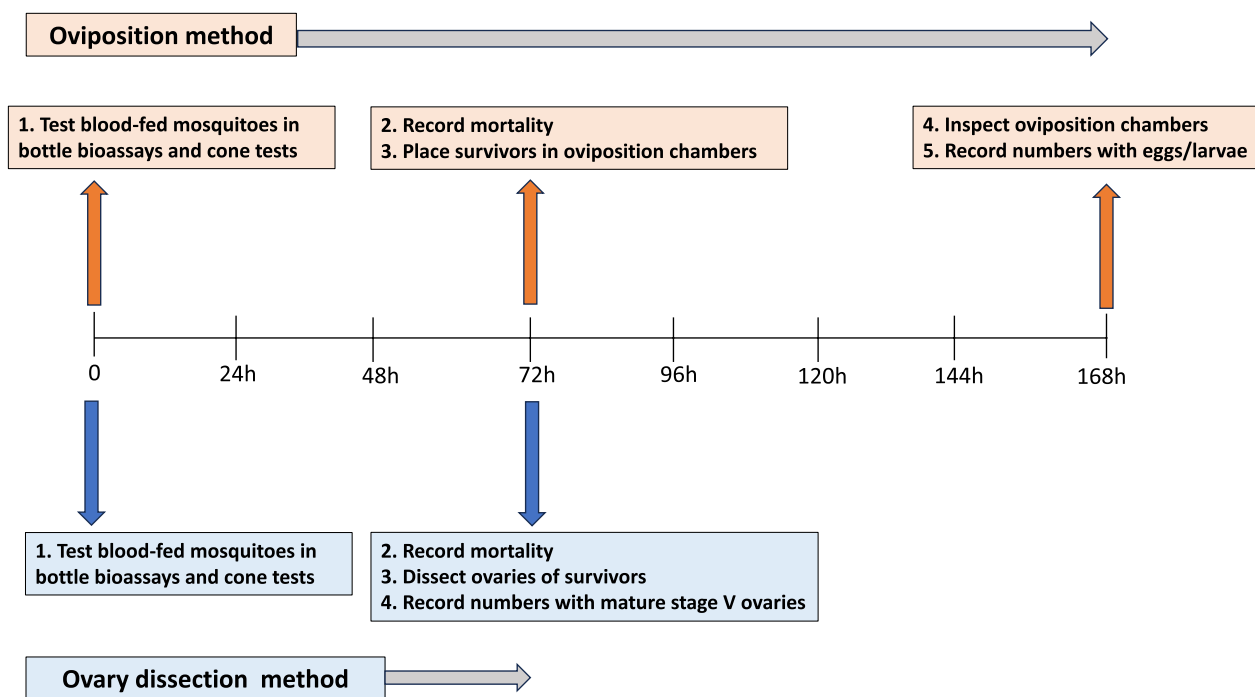 Oviposition method
1. Test blood-fed mosquitoes in
bottle bioassays and cone tests
2. Record mortality
3. Place survivors in oviposition chambers
4. Inspect oviposition chambers
5. Record numbers with eggs/larvae
0
24h
48h
72h
96h
120h
144h
168h
1. Test blood-fed mosquitoes in
bottle bioassays and cone tests
2. Record mortality
3. Dissect ovaries of survivors
4. Record numbers with mature stage V ovaries
Ovary dissection method